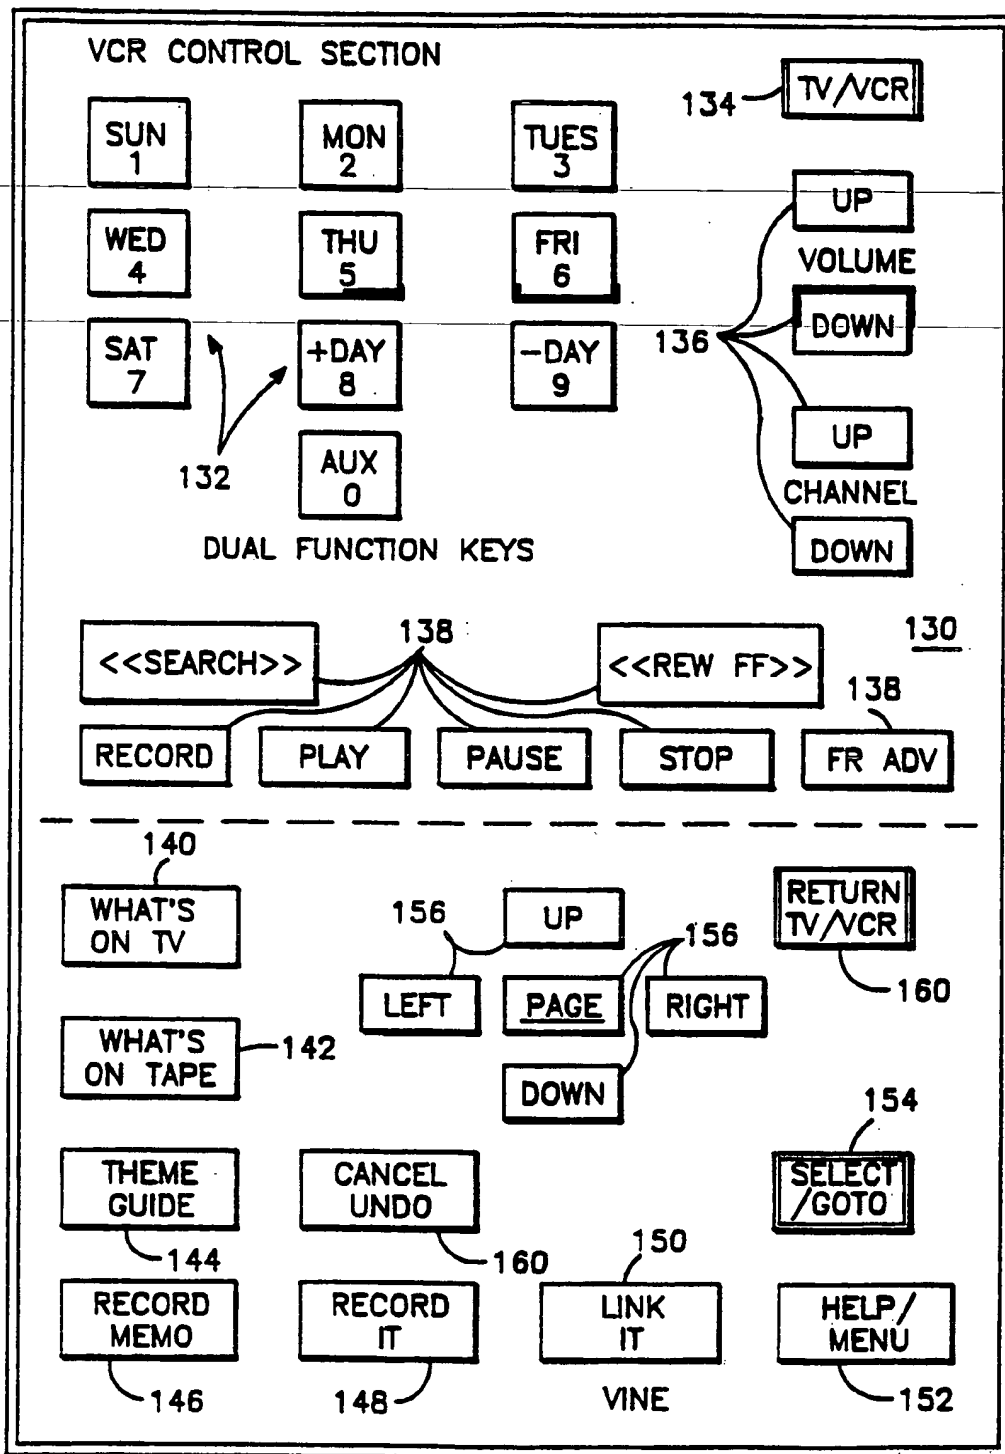 VCR CONTROL SECTION
134
TV/VCR
SUN
1
MON
2
TUES
3
UP
VOLUME
DOWN
WED
4
THU
5
FRI
6
136
SAT
7
+DAY
8
-DAY
9
UP
CHANNEL
DOWN
132
AUX
0
DUAL FUNCTION KEYS
138
130
<<SEARCH>>
<<REW FF>>
138
RECORD
PLAY
PAUSE
STOP
FR ADV
140
WHAT'S
ON TV
156
UP
156
RETURN
TV/VCR
160
LEFT
PAGE
RIGHT
WHAT'S
ON TAPE
142
DOWN
154
THEME
GUIDE
144
CANCEL
UNDO
160
SELECT
/GOTO
150
RECORD
MEMO
146
RECORD
IT
148
LINK
IT
VINE
HELP/
MENU
152